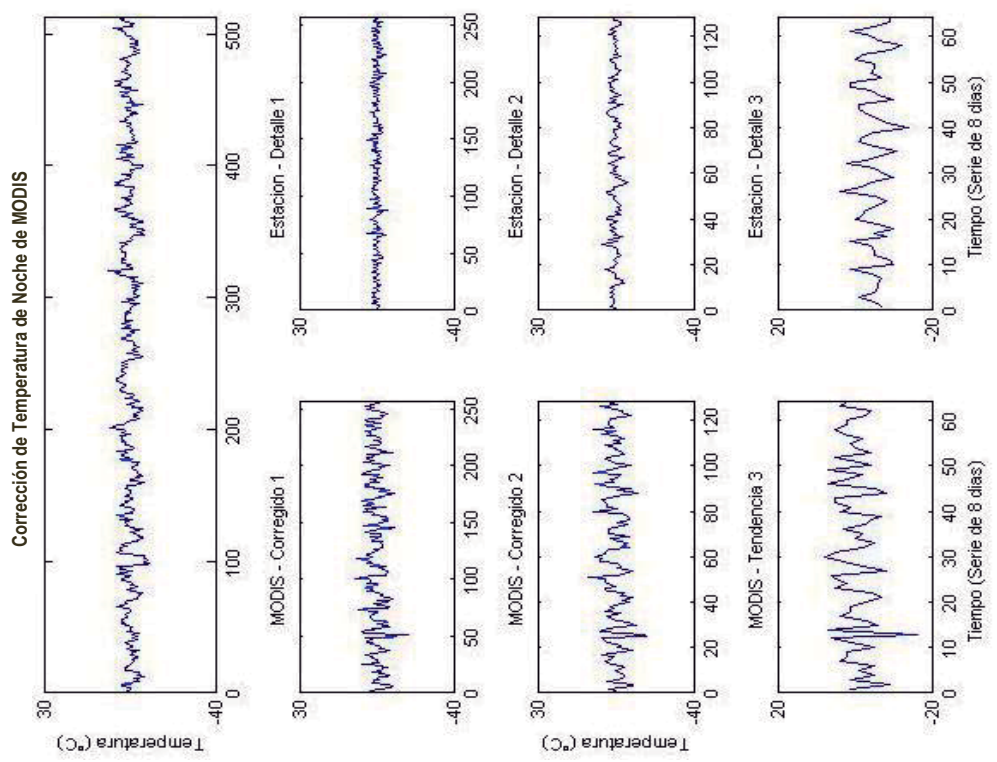 Corrección de Temperatura de Noche de MODIS
Temperatura (°C)
30
-40
0 100 200 300 400 500
MODIS - Corregido 1
30
-40
0 50 100 150 200 250
Estacion - Detalle 1
30
-40
0 50 100 150 200 250
MODIS - Corregido 2
Temperatura (°C)
30
-40
0 20 40 60 80 100 120
Estacion - Detalle 2
30
-40
0 20 40 60 80 100 120
MODIS - Tendencia 3
20
-20
0 10 20 30 40 50 60
Tiempo (Serie de 8 dias)
Estacion - Detalle 3
20
-20
0 10 20 30 40 50 60
Tiempo (Serie de 8 dias)